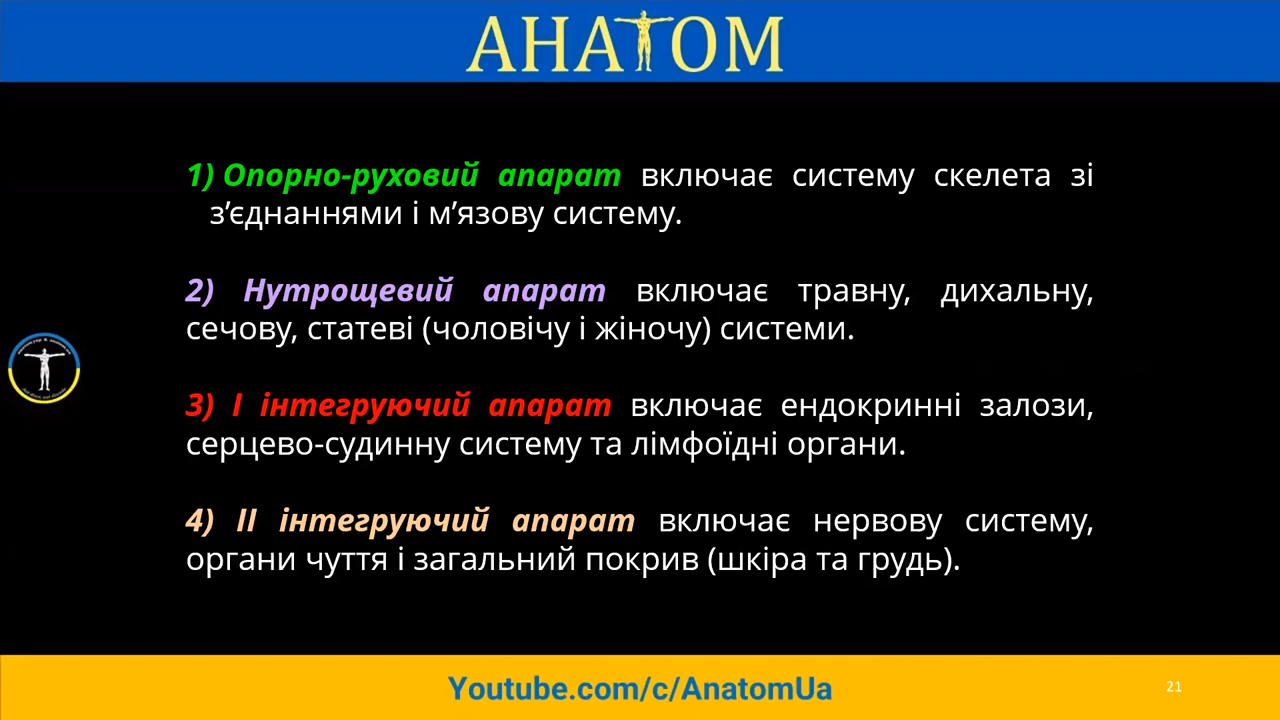 АНАТОМ
1) Опорно-руховий апарат включає систему скелета зі
з’єднаннями і м’язову систему.
2) Нутрощевий апарат включає травну, дихальну,
сечову, статеві (чоловічу і жіночу) системи.
3) І інтегруючий апарат включає ендокринні залози,
серцево-судинну систему та лімфоїдні органи.
4) ІІ інтегруючий апарат включає нервову систему,
органи чуття і загальний покрив (шкіра та грудь).
Youtube.com/c/AnatomUa
21